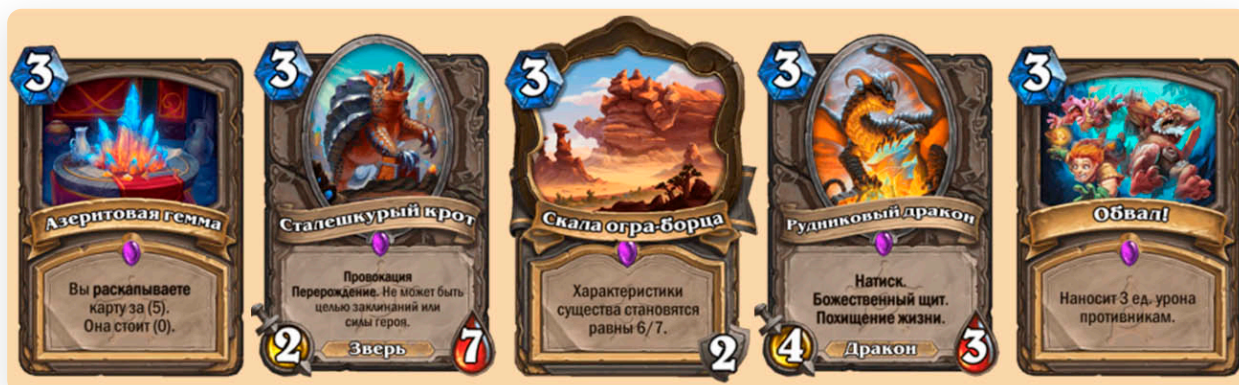 3
Азеритовая гемма
Вы раскапываете
карту за (5).
Она стоит (0).
3
Сталешкурый крот
Провокация
Перерождение. Не может быть
целью заклинаний или
силы героя.
2
Зверь
7
3
Скала огра-борца
Характеристики
существа становятся
равны 6/7.
2
3
Рудниковый дракон
Натиск.
Божественный щит.
Похищение жизни.
4
Дракон
3
3
Обвал!
Наносит 3 ед. урона
противникам.